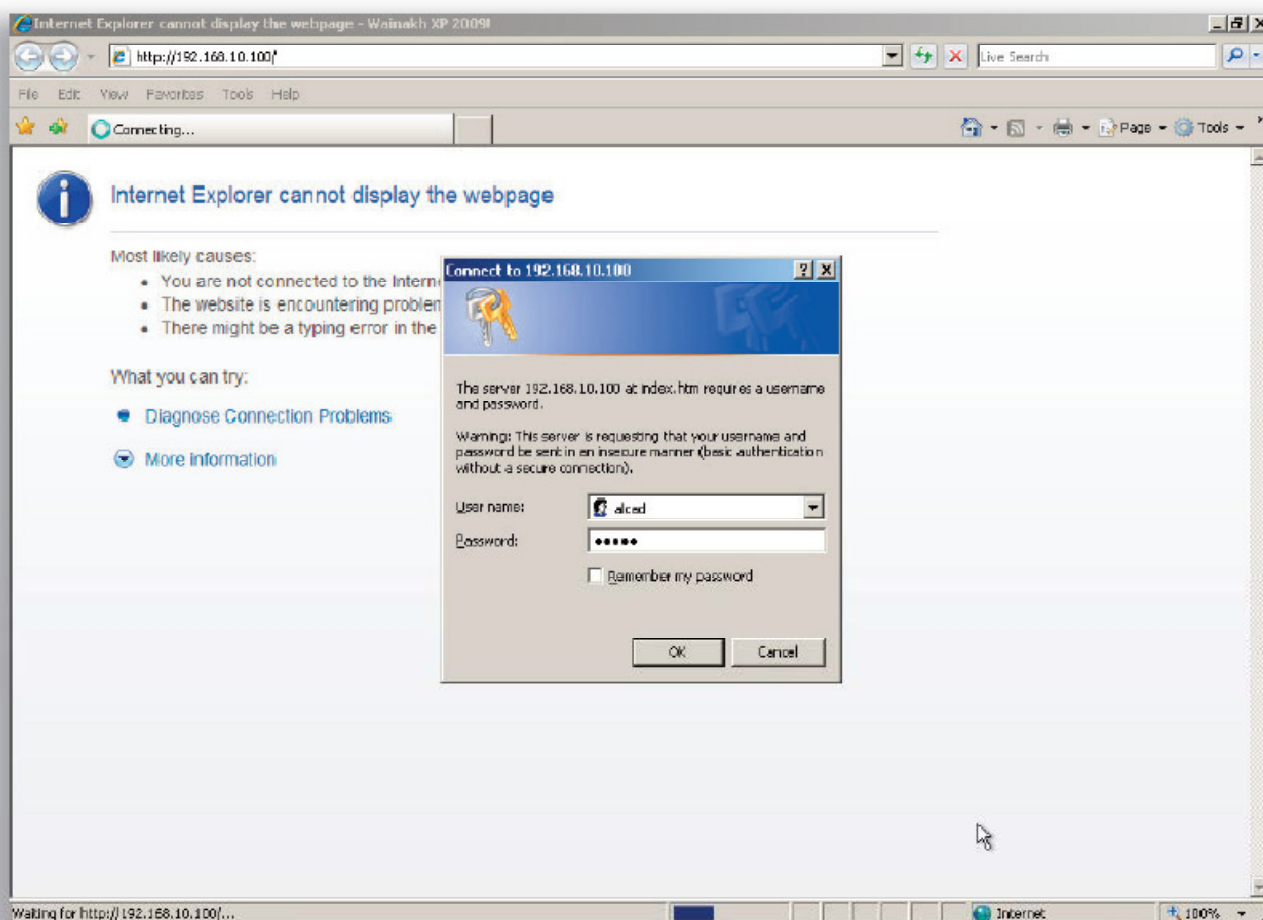 Internet Explorer cannot display the webpage - Wainakh XP 2009!
http://192.168.10.100/
Live Search
File Edit View Favorites Tools Help
Connecting...
Page Tools
Internet Explorer cannot display the webpage
Most likely causes:
You are not connected to the Intern
The website is encountering problem
There might be a typing error in the
What you can try:
Diagnose Connection Problems
More information
Connect to 192.168.10.100
The server 192.168.10.100 at index.htm requires a username
and password.
Warning: This server is requesting that your username and
password be sent in an insecure manner (basic authentication
without a secure connection).
User name: alcad
Password: •••••
Remember my password
OK Cancel
Waiting for http://192.168.10.100/... Internet 100%